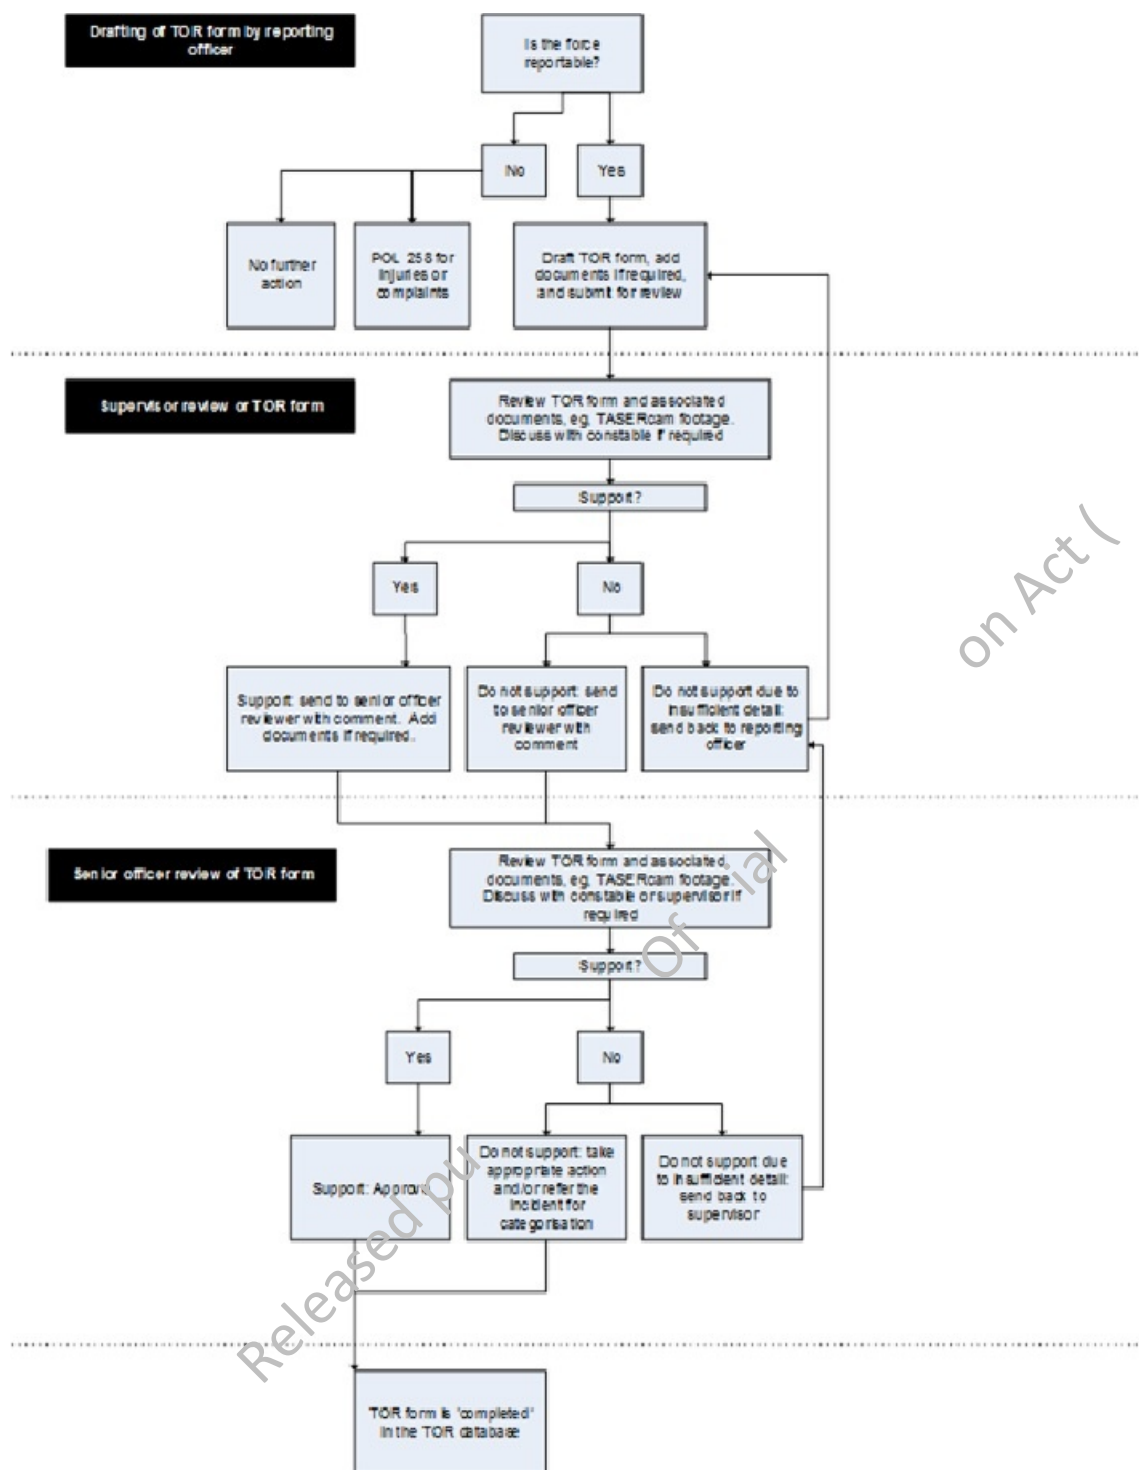 Drafting of TOR form by reporting
officer
Is the force
reportable?
No
Yes
No further
action
POL 258 for
injuries or
complaints
Draft TOR form, add
documents if required,
and submit for review
Supervisor review of TOR form
Review TOR form and associated
documents, eg. TASERcam footage.
Discuss with constable if required
Support?
Yes
No
Support: send to senior officer
reviewer with comment. Add
documents if required.
Do not support: send
to senior officer
reviewer with
comment
Do not support due to
insufficient detail:
send back to reporting
officer
Senior officer review of TOR form
Review TOR form and associated
documents, eg. TASERcam footage.
Discuss with constable or supervisor if
required
Support?
Yes
No
Support: Approve
Do not support: take
appropriate action
and/or refer the
incident for
categorisation
Do not support due
to insufficient detail:
send back to
supervisor
TOR form is 'completed'
in the TOR database
Released pu
Of icial
on Act (